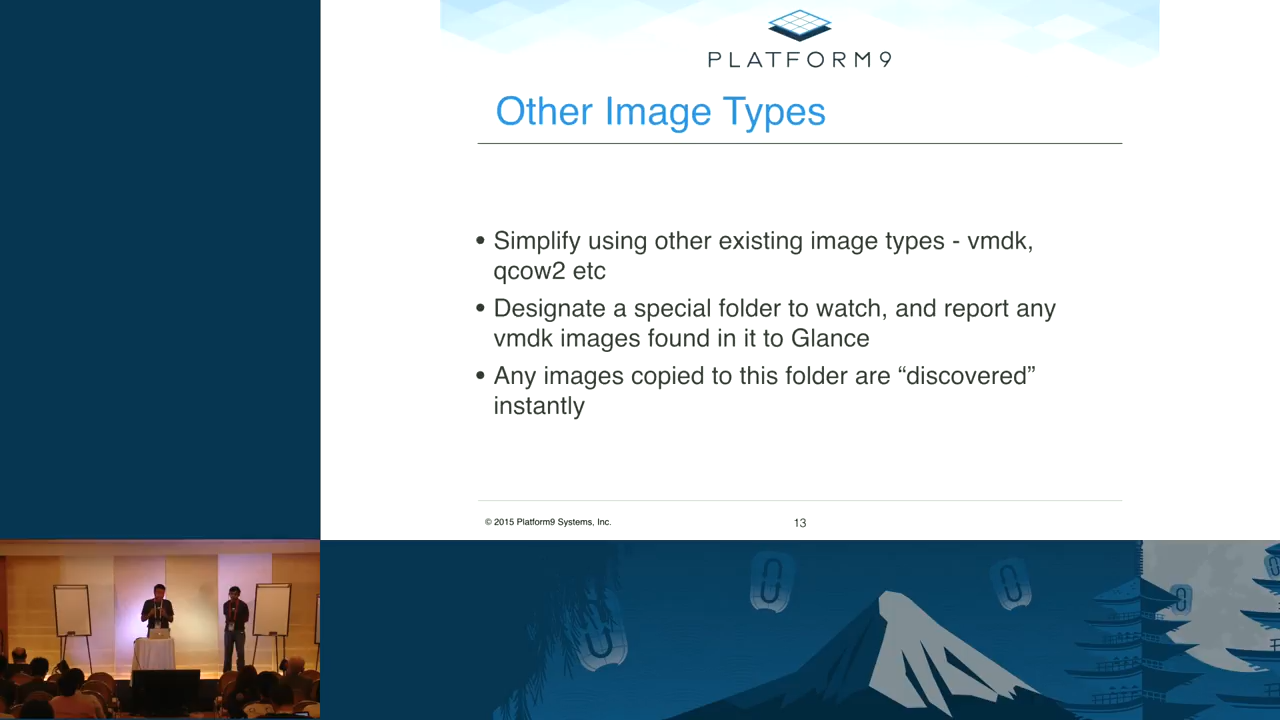 PLATFORM9
Other Image Types
• Simplify using other existing image types - vmdk,
qcow2 etc
• Designate a special folder to watch, and report any
vmdk images found in it to Glance
• Any images copied to this folder are “discovered”
instantly
© 2015 Platform9 Systems, Inc.
13